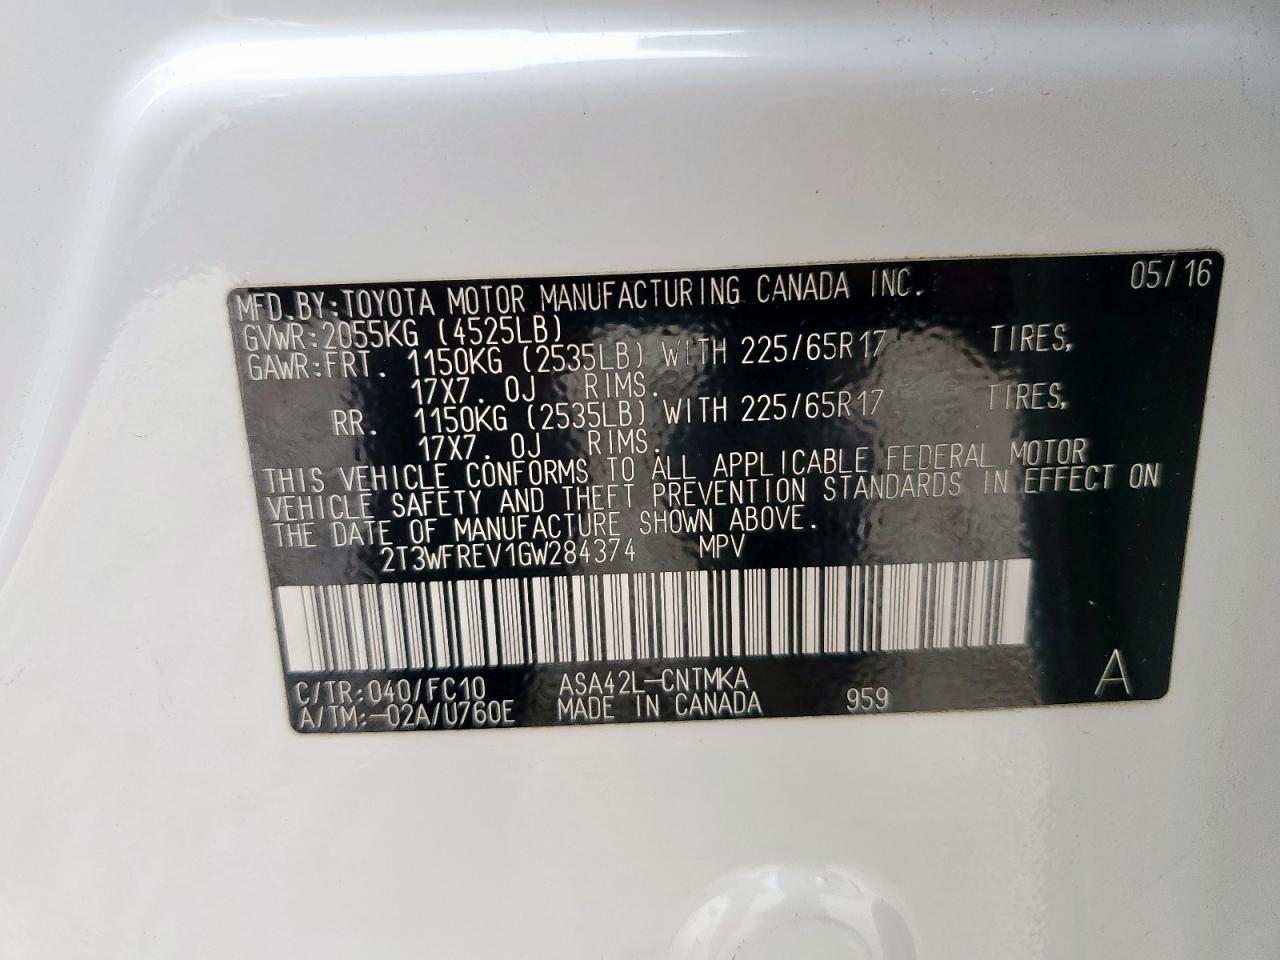 MFD.BY:TOYOTA MOTOR MANUFACTURING CANADA INC. 05/16
GVWR:2055KG (4525LB)
GAWR:FRT. 1150KG (2535LB) WITH 225/65R17 TIRES,
17X7.0J RIMS.
RR. 1150KG (2535LB) WITH 225/65R17 TIRES,
17X7.0J RIMS.
THIS VEHICLE CONFORMS TO ALL APPLICABLE FEDERAL MOTOR
VEHICLE SAFETY AND THEFT PREVENTION STANDARDS IN EFFECT ON
THE DATE OF MANUFACTURE SHOWN ABOVE.
2T3WFREV1GW284374 MPV
C/TR:040/FC10 ASA42L-CNTMKA
A/TM:-02A/U760E MADE IN CANADA 959 A